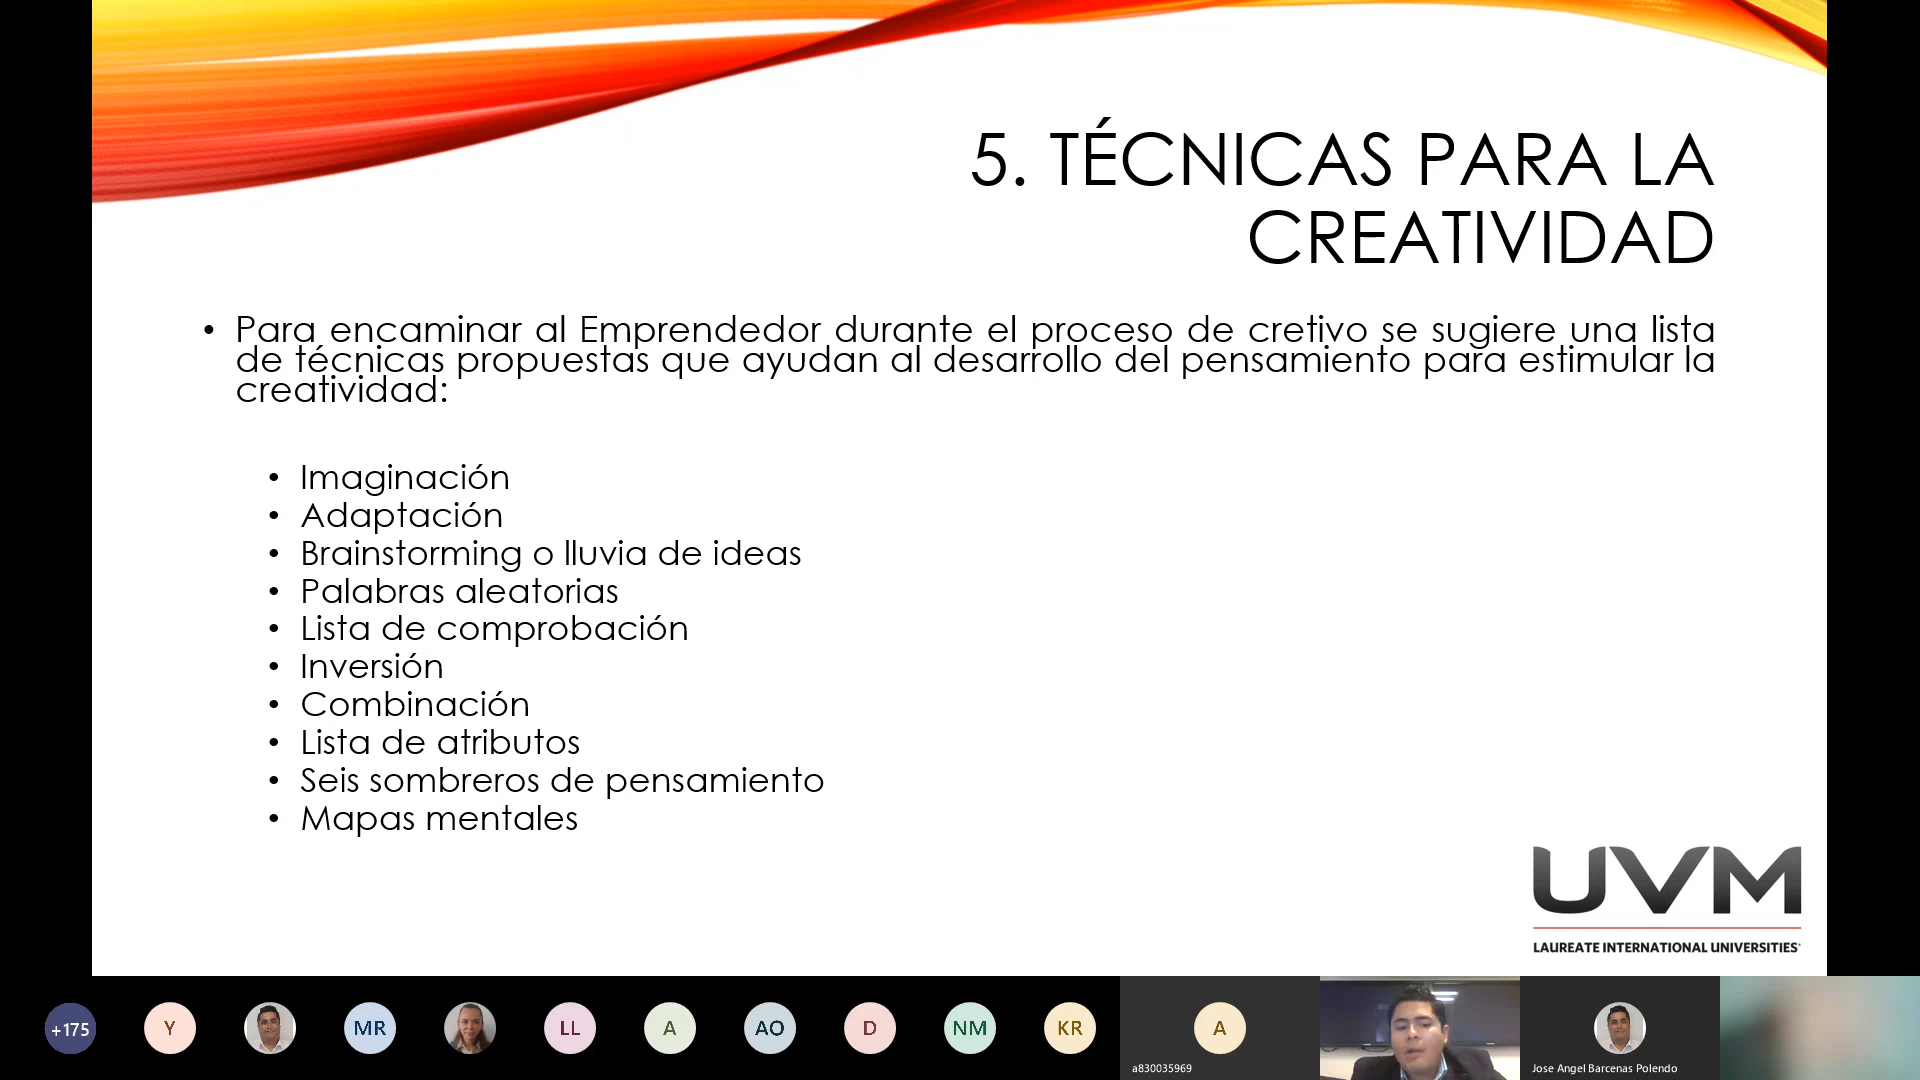 5. TÉCNICAS PARA LA
CREATIVIDAD
• Para encaminar al Emprendedor durante el proceso de cretivo se sugiere una lista
de técnicas propuestas que ayudan al desarrollo del pensamiento para estimular la
creatividad:
• Imaginación
• Adaptación
• Brainstorming o lluvia de ideas
• Palabras aleatorias
• Lista de comprobación
• Inversión
• Combinación
• Lista de atributos
• Seis sombreros de pensamiento
• Mapas mentales
UVM
LAUREATE INTERNATIONAL UNIVERSITIES
+175
Y
MR
LL
A
AO
D
NM
KR
A
a830035969
Jose Angel Barcenas Polendo